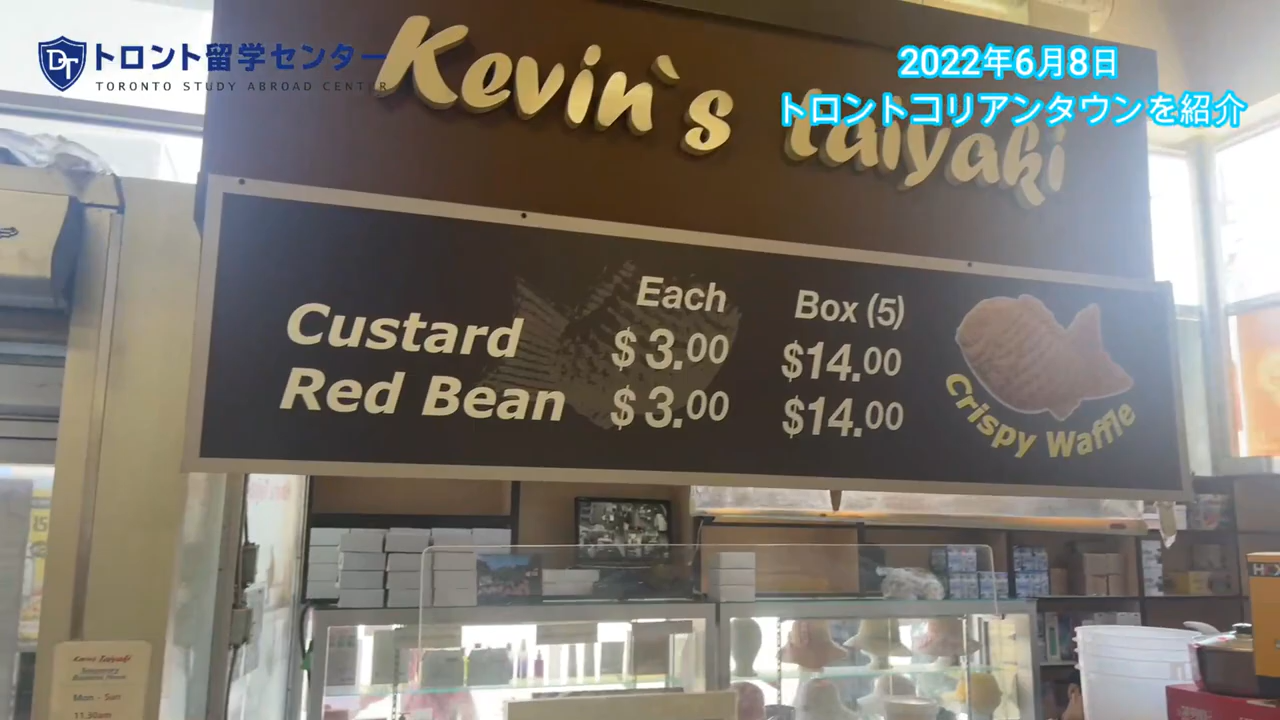 トロント留学センター
TORONTO STUDY ABROAD CENTER
2022年6月8日
トロントコリアンタウンを紹介
Kevin`s taiyaki
Each Box (5)
Custard $3.00 $14.00
Red Bean $3.00 $14.00
Crispy Waffle
Taiyaki
Mon - Sun
11:30am